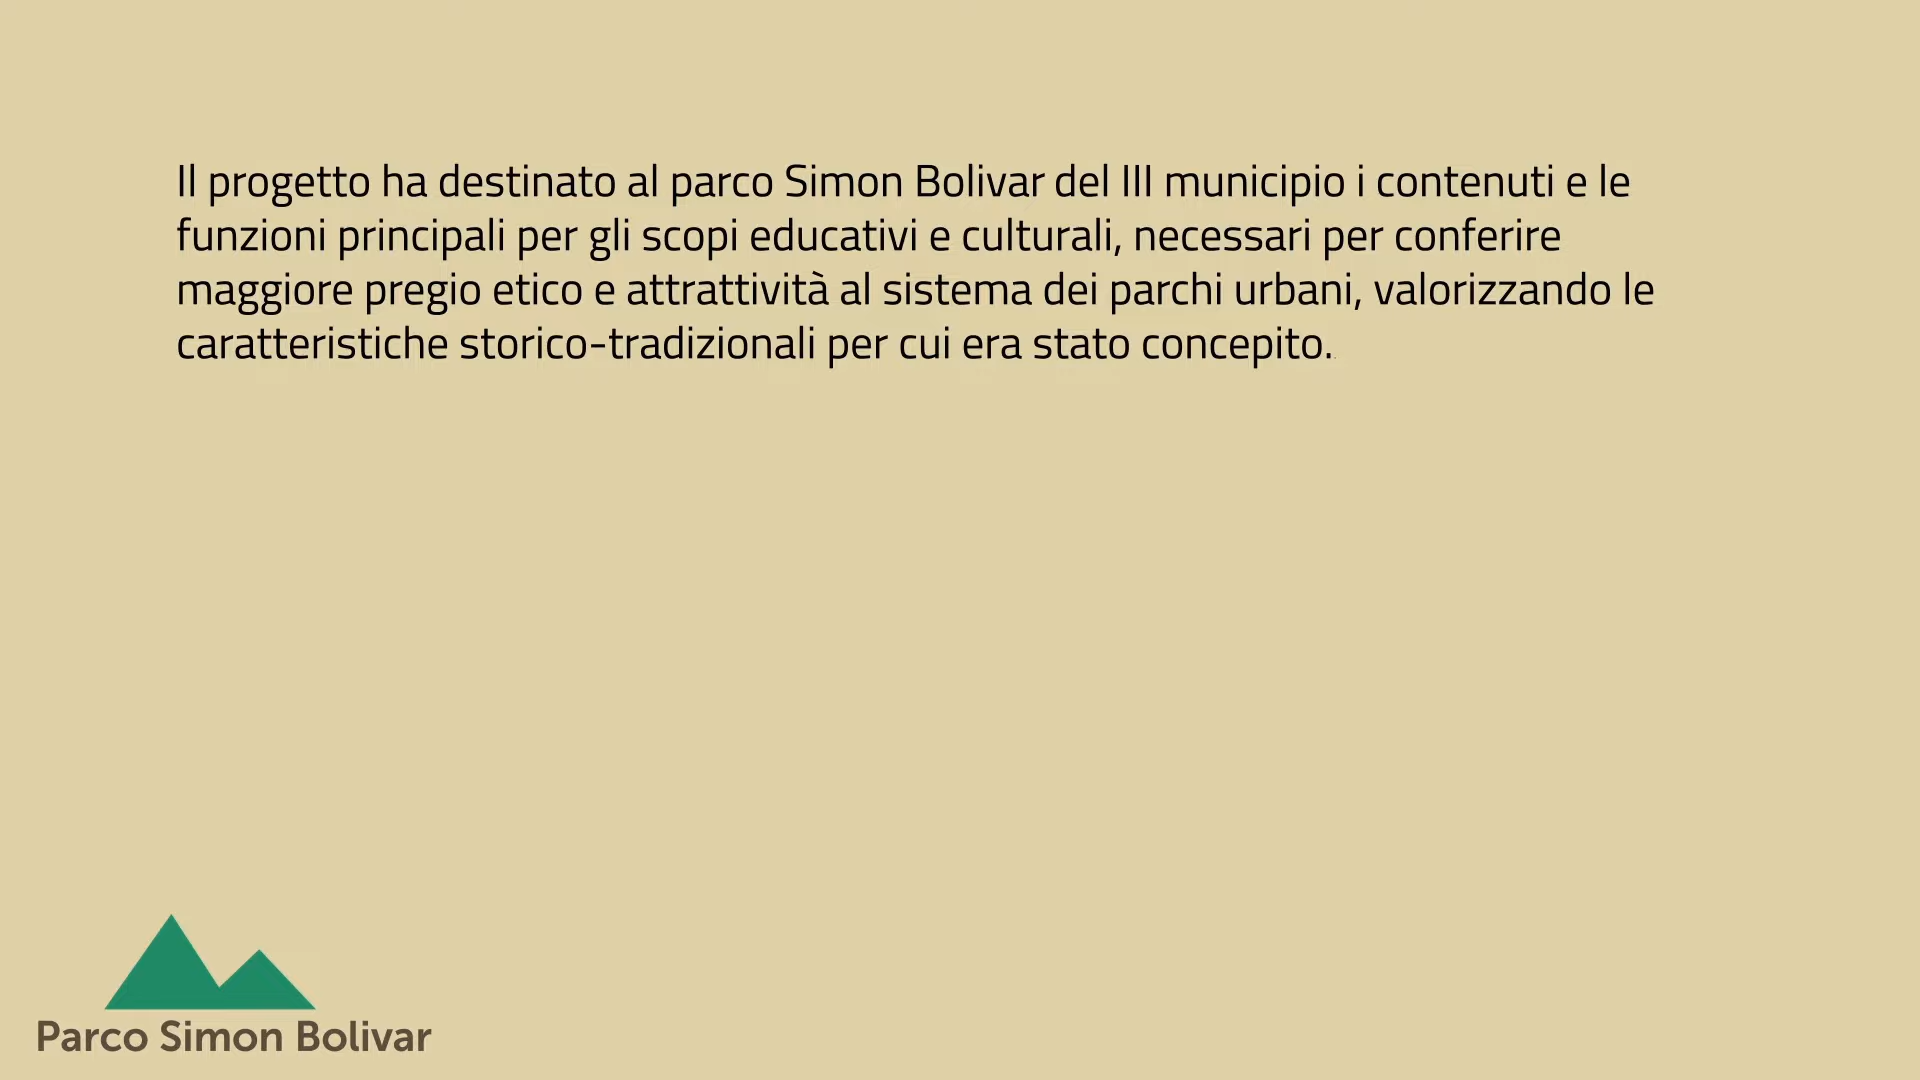 Il progetto ha destinato al parco Simon Bolivar del III municipio i contenuti e le
funzioni principali per gli scopi educativi e culturali, necessari per conferire
maggiore pregio etico e attrattività al sistema dei parchi urbani, valorizzando le
caratteristiche storico-tradizionali per cui era stato concepito.
Parco Simon Bolivar